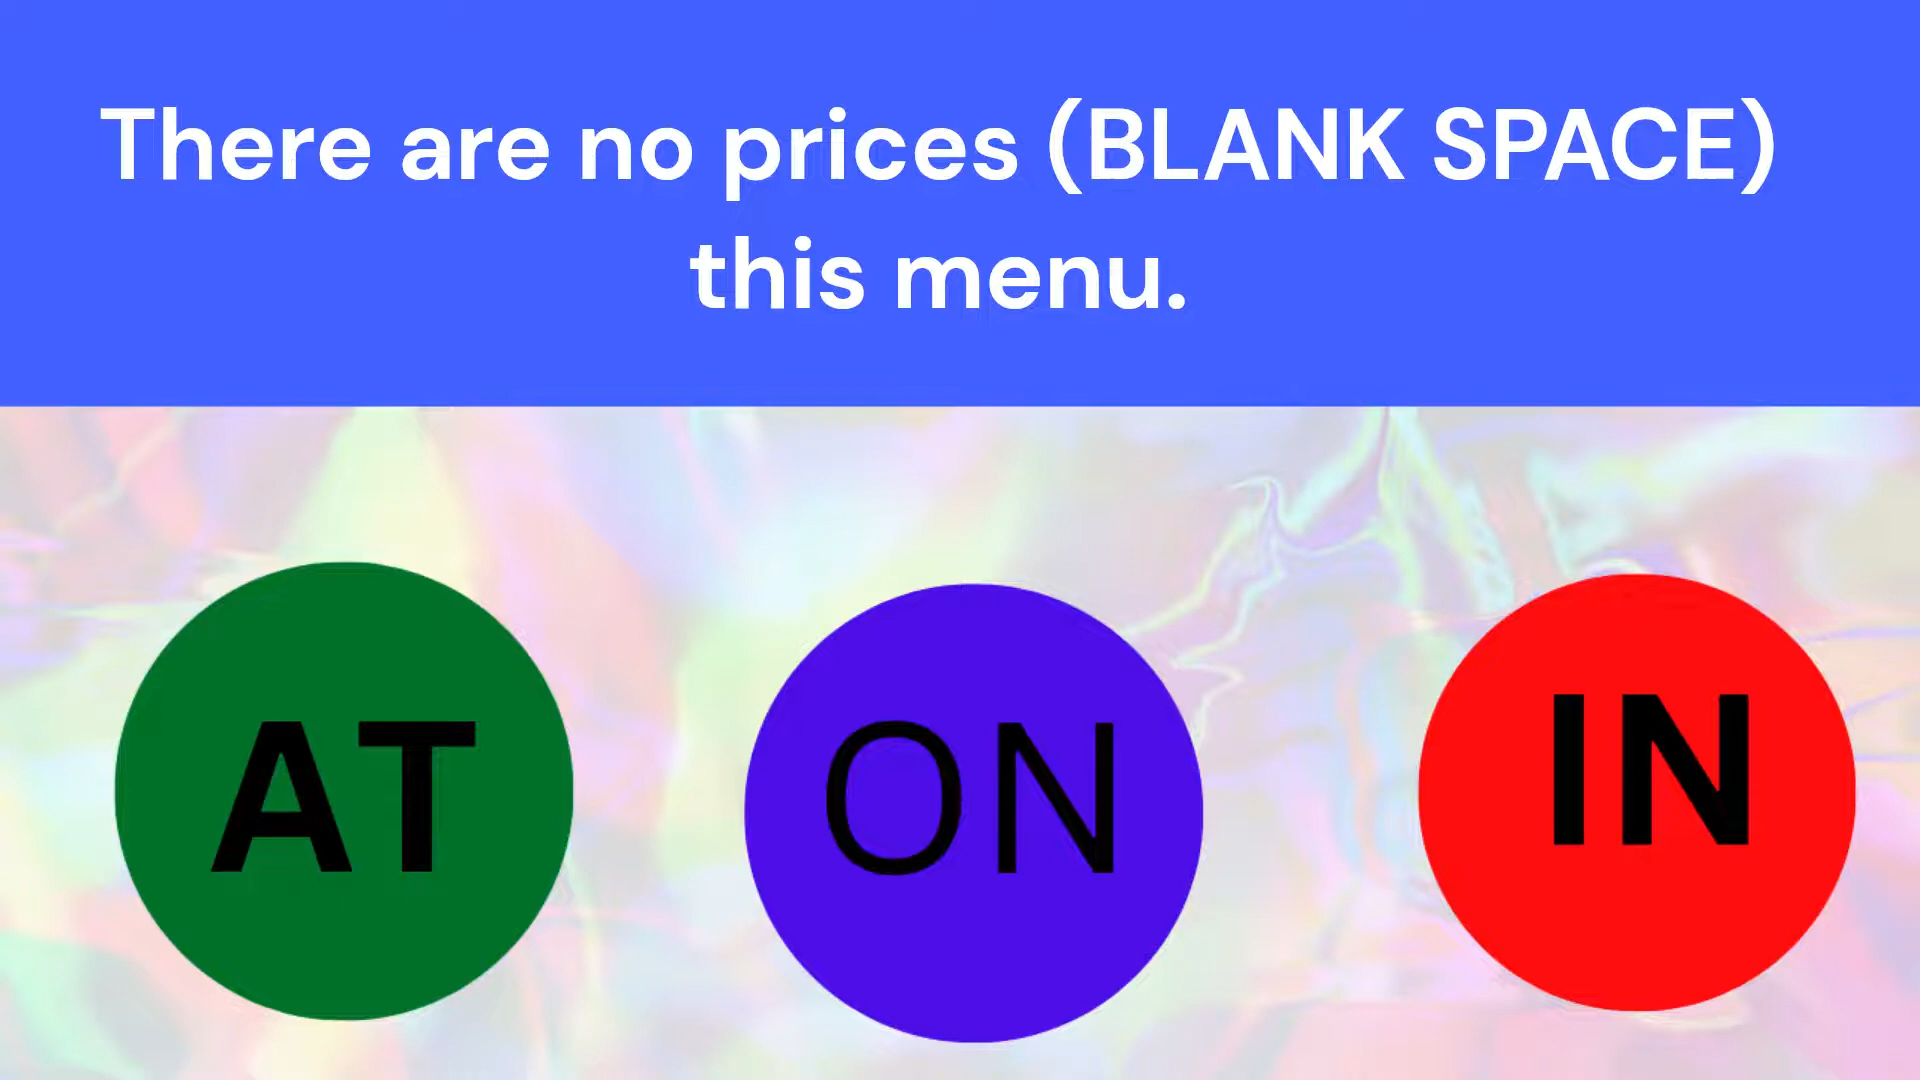 There are no prices (BLANK SPACE)
this menu.
AT
ON
IN